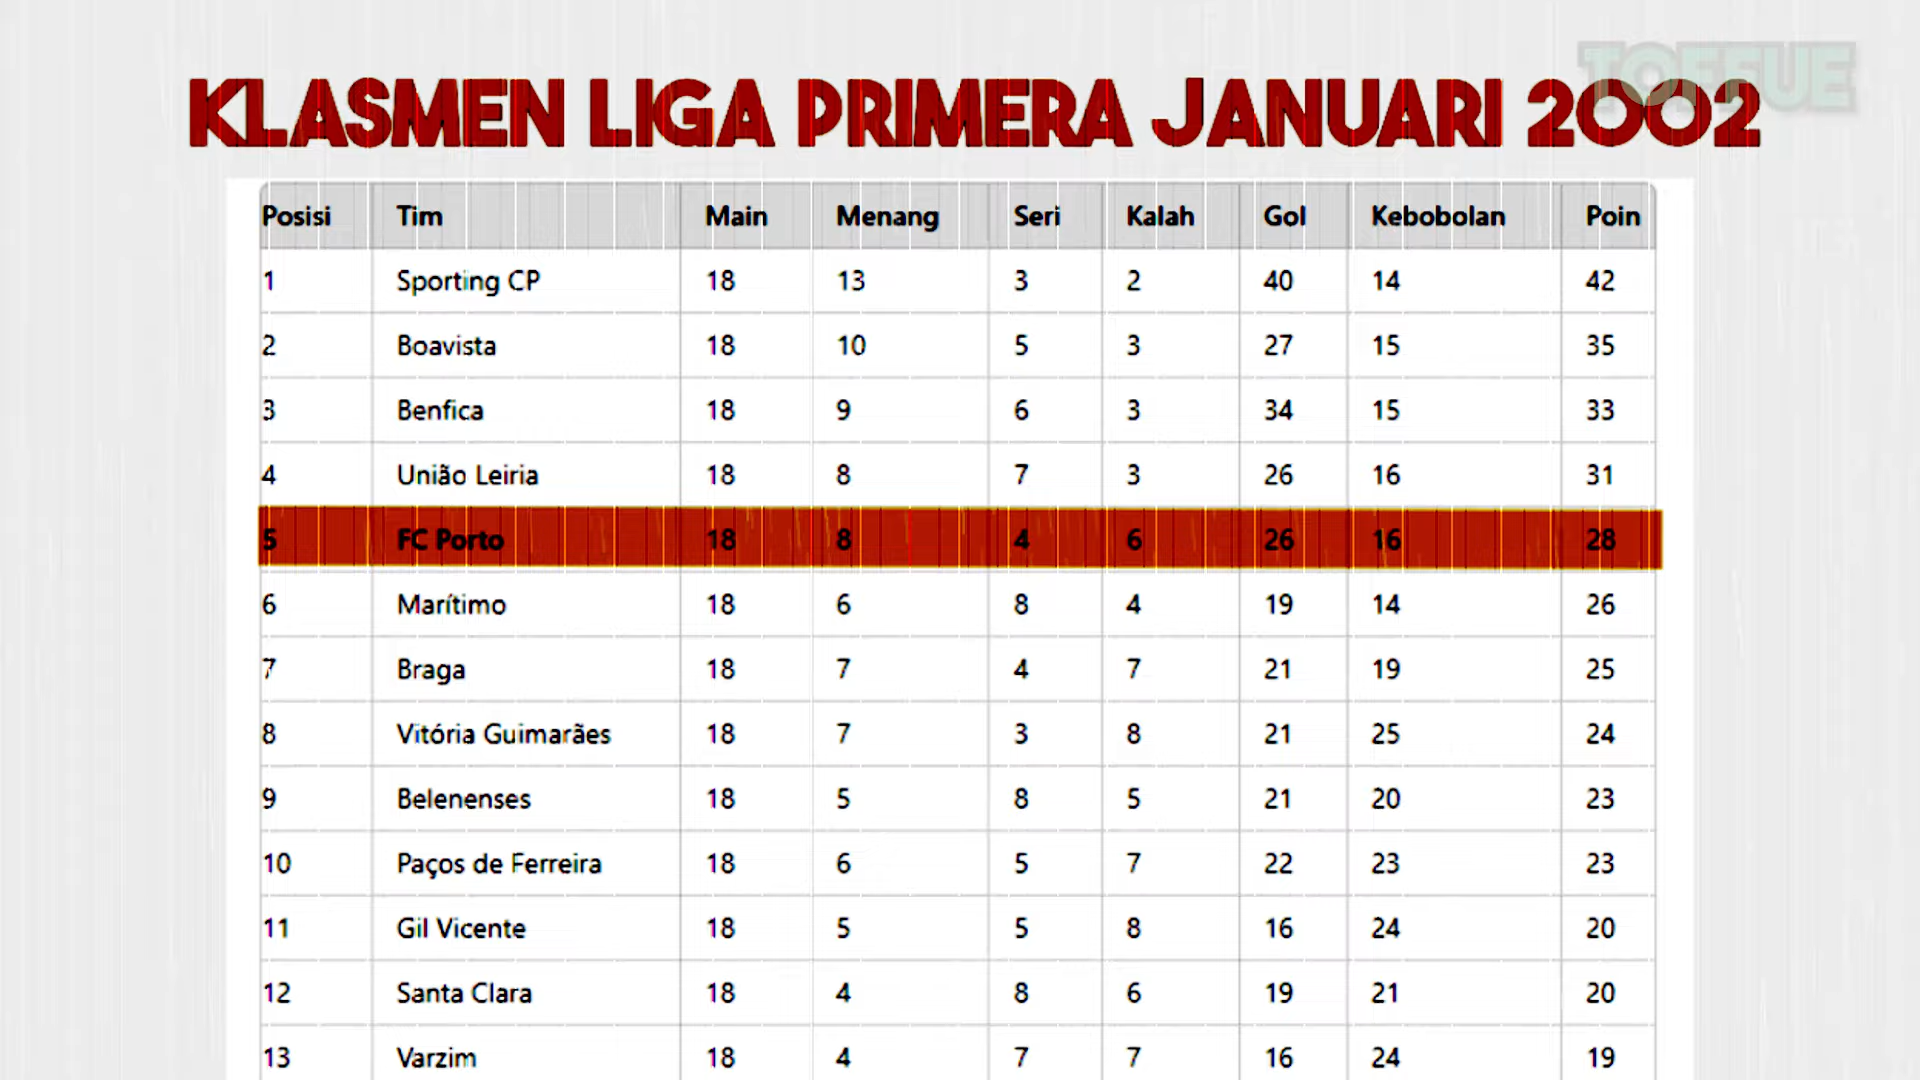 TOFFUE
KLASMEN LIGA PRIMERA JANUARI 2002
Posisi Tim Main Menang Seri Kalah Gol Kebobolan Poin
1 Sporting CP 18 13 3 2 40 14 42
2 Boavista 18 10 5 3 27 15 35
3 Benfica 18 9 6 3 34 15 33
4 União Leiria 18 8 7 3 26 16 31
5 FC Porto 18 8 4 6 26 16 28
6 Marítimo 18 6 8 4 19 14 26
7 Braga 18 7 4 7 21 19 25
8 Vitória Guimarães 18 7 3 8 21 25 24
9 Belenenses 18 5 8 5 21 20 23
10 Paços de Ferreira 18 6 5 7 22 23 23
11 Gil Vicente 18 5 5 8 16 24 20
12 Santa Clara 18 4 8 6 19 21 20
13 Varzim 18 4 7 7 16 24 19